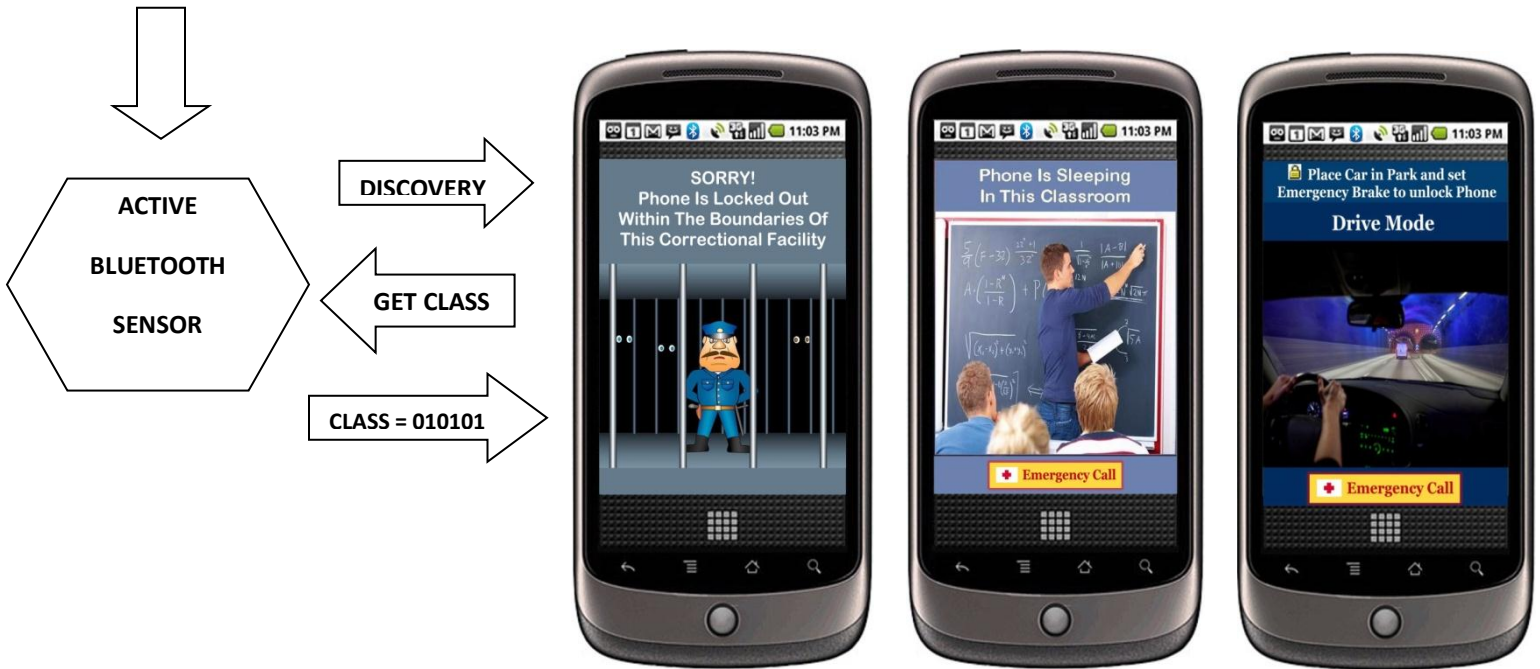 ACTIVE
BLUETOOTH
SENSOR
DISCOVERY
GET CLASS
CLASS = 010101
11:03 PM
SORRY!
Phone Is Locked Out
Within The Boundaries Of
This Correctional Facility
11:03 PM
Phone Is Sleeping
In This Classroom
Emergency Call
11:03 PM
Place Car in Park and set
Emergency Brake to unlock Phone
Drive Mode
Emergency Call